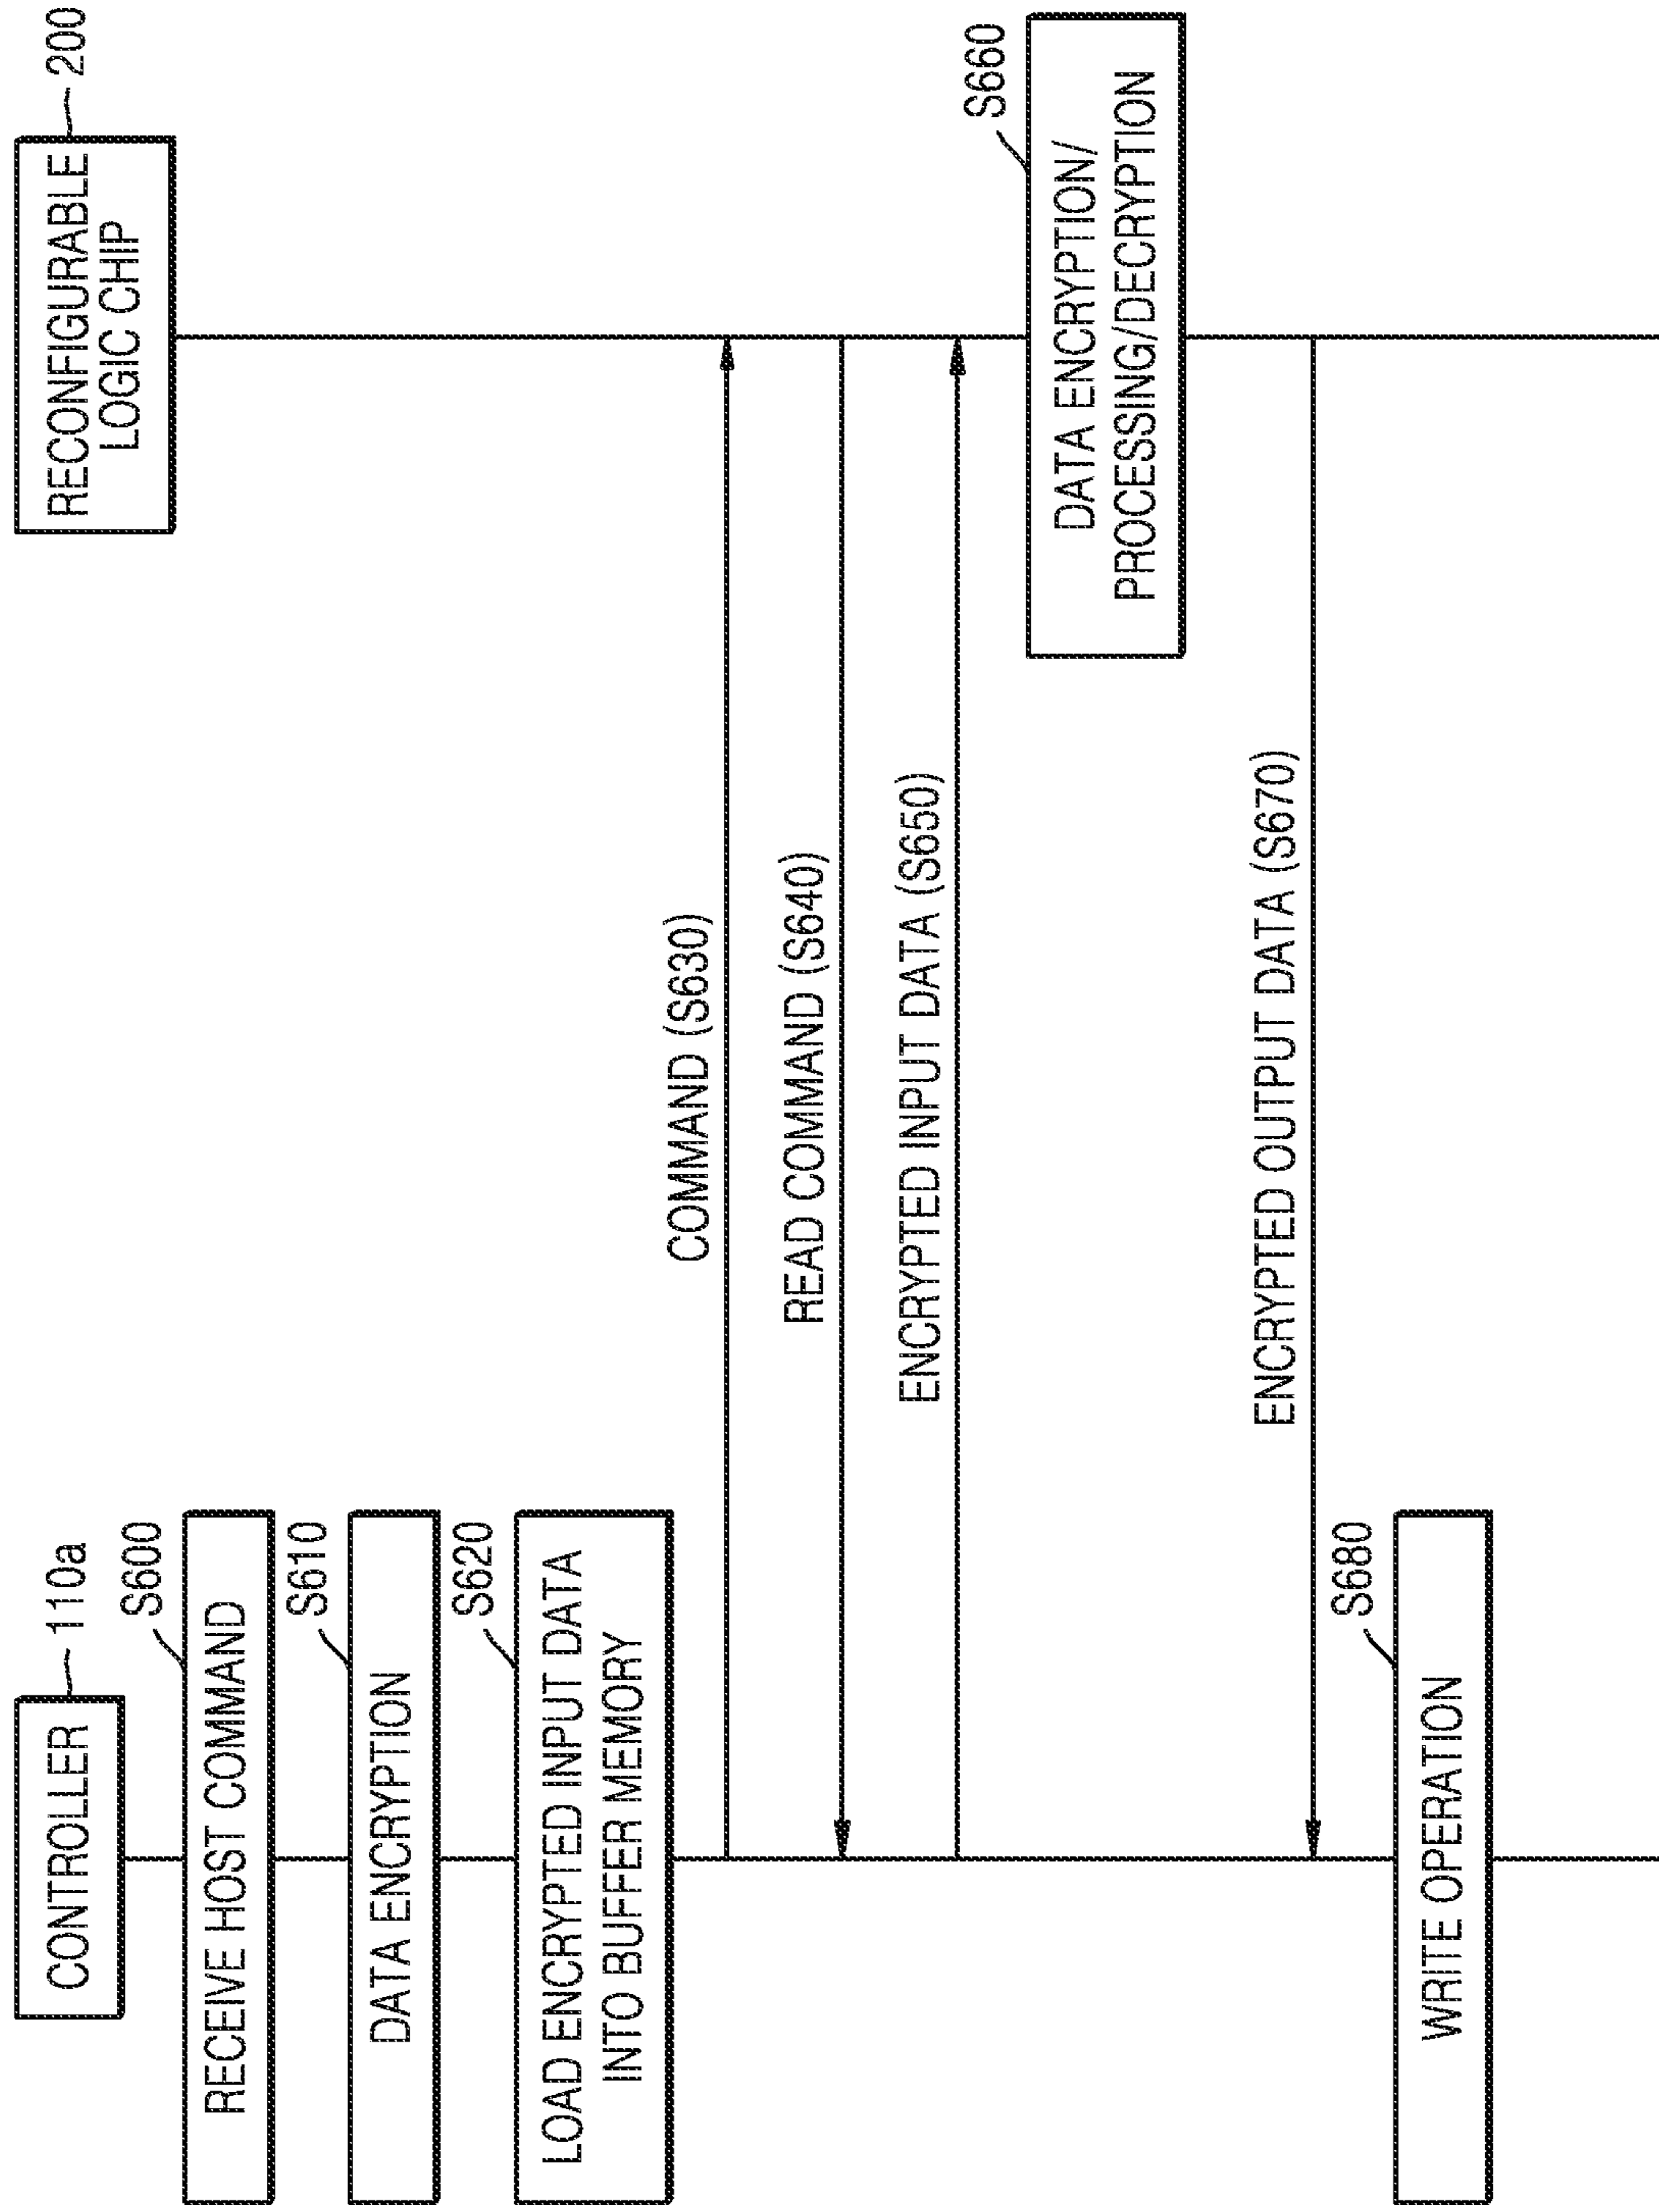 CONTROLLER
110a
RECONFIGURABLE
LOGIC CHIP
200
S600
RECEIVE HOST COMMAND
S610
DATA ENCRYPTION
S620
LOAD ENCRYPTED INPUT DATA
INTO BUFFER MEMORY
COMMAND (S630)
READ COMMAND (S640)
ENCRYPTED INPUT DATA (S650)
S660
DATA ENCRYPTION/
PROCESSING/DECRYPTION
ENCRYPTED OUTPUT DATA (S670)
S680
WRITE OPERATION